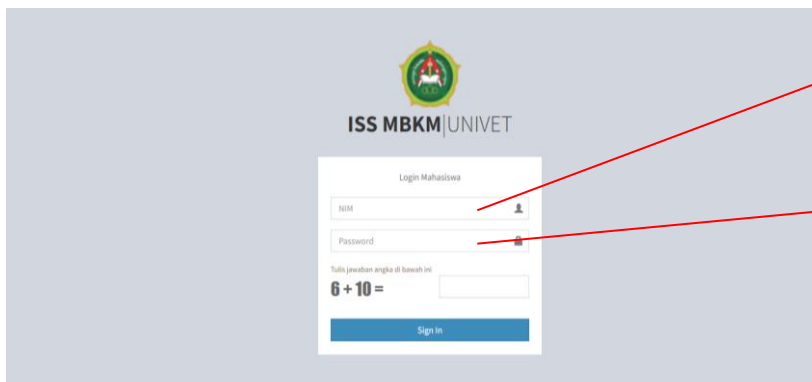 ISS MBKM|UNIVET
Login Mahasiswa
NIM
Password
Tulis jawaban angka di bawah ini
6 + 10 =
Sign In